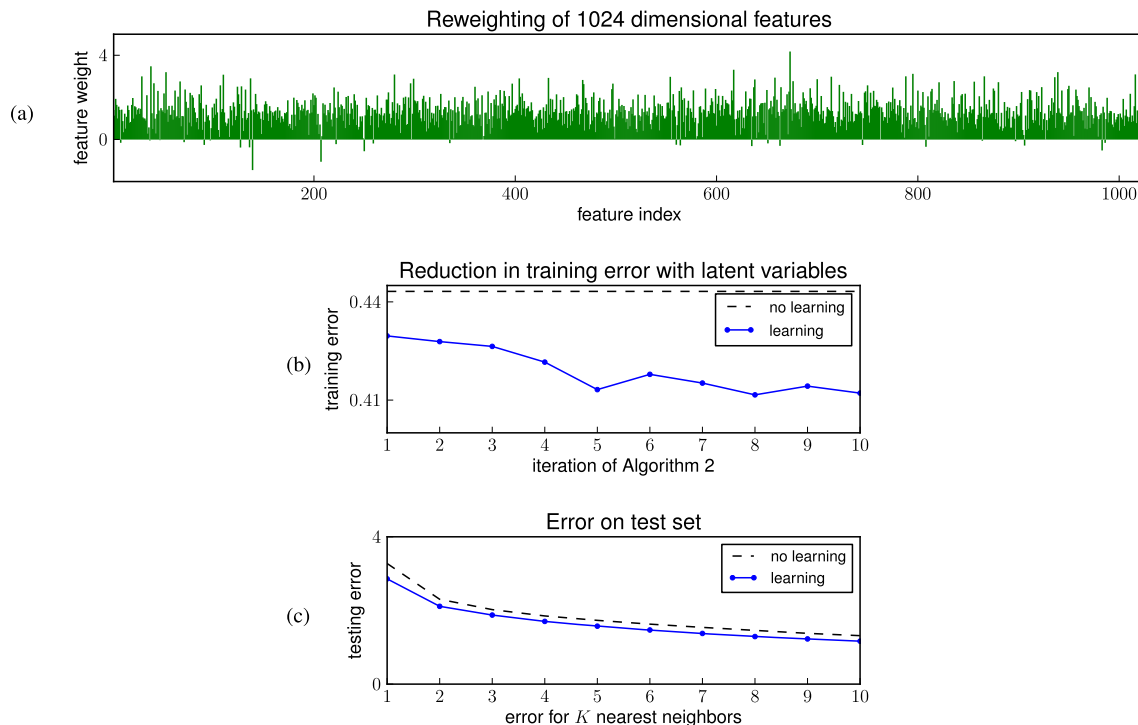 Reweighting of 1024 dimensional features
(a)
feature weight
4
0
200 400 600 800 1000
feature index
Reduction in training error with latent variables
(b)
training error
0.44
0.41
no learning
learning
1 2 3 4 5 6 7 8 9 10
iteration of Algorithm 2
Error on test set
(c)
testing error
4
0
no learning
learning
1 2 3 4 5 6 7 8 9 10
error for K nearest neighbors